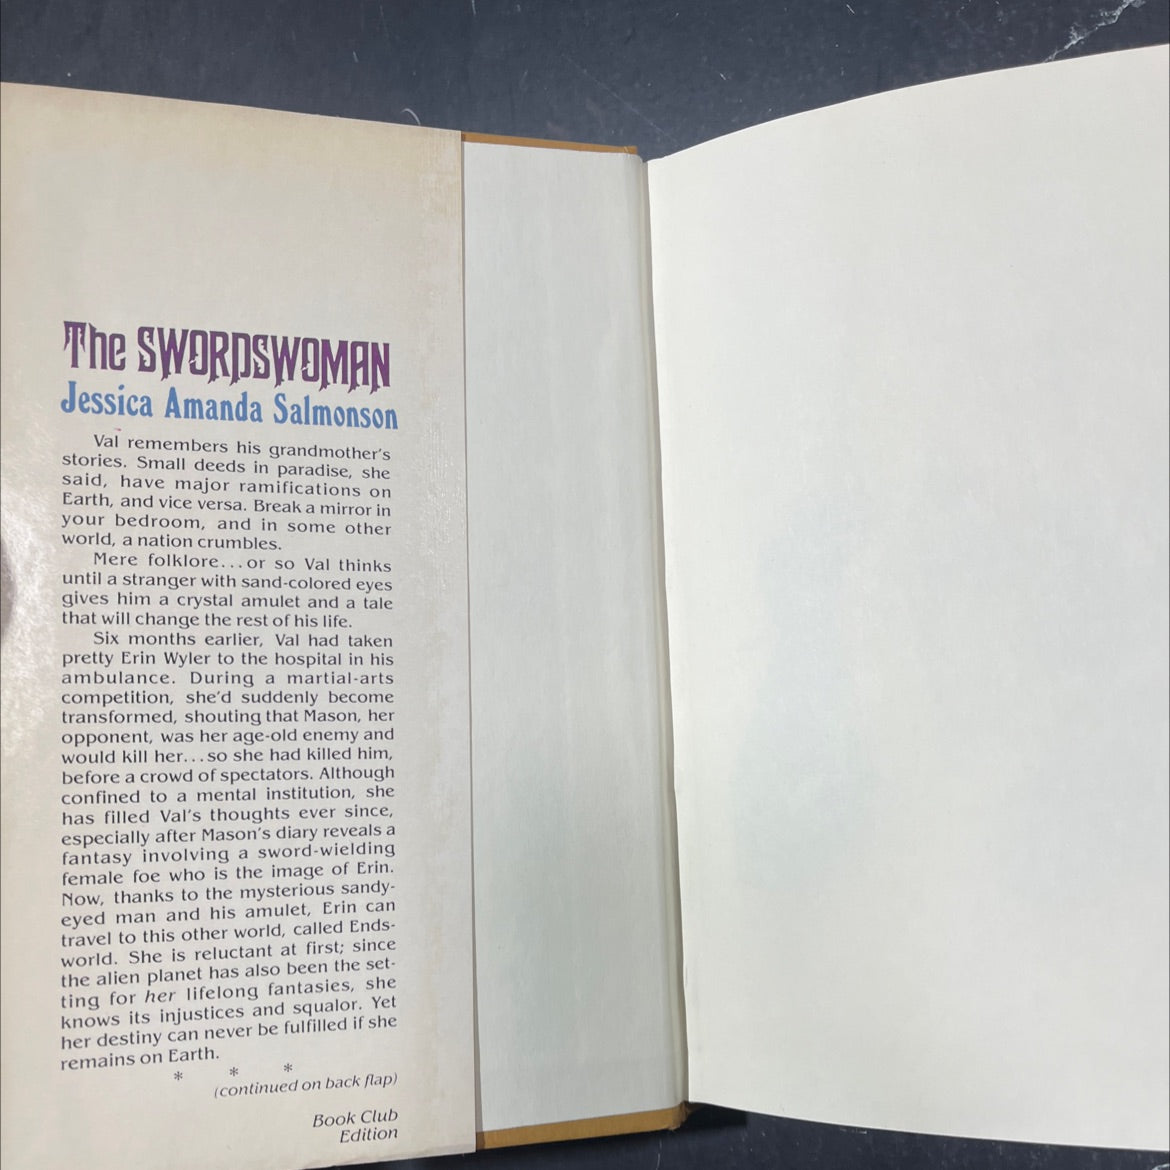 The SWORDSWOMAN
Jessica Amanda Salmonson
Val remembers his grandmother's
stories. Small deeds in paradise, she
said, have major ramifications on
Earth, and vice versa. Break a mirror in
your bedroom, and in some other
world, a nation crumbles.
Mere folklore...or so Val thinks
until a stranger with sand-colored eyes
gives him a crystal amulet and a tale
that will change the rest of his life.
Six months earlier, Val had taken
pretty Erin Wyler to the hospital in his
ambulance. During a martial-arts
competition, she'd suddenly become
transformed, shouting that Mason, her
opponent, was her age-old enemy and
would kill her...so she had killed him,
before a crowd of spectators. Although
confined to a mental institution, she
has filled Val's thoughts ever since,
especially after Mason's diary reveals a
fantasy involving a sword-wielding
female foe who is the image of Erin.
Now, thanks to the mysterious sandy-
eyed man and his amulet, Erin can
travel to this other world, called Ends-
world. She is reluctant at first; since
the alien planet has also been the set-
ting for her lifelong fantasies, she
knows its injustices and squalor. Yet
her destiny can never be fulfilled if she
remains on Earth.
* * *
(continued on back flap)
Book Club
Edition